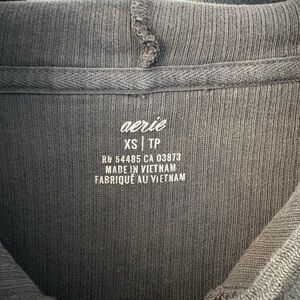 aerie
XS | TP
RN 54485 CA 03873
MADE IN VIETNAM
FABRIQUÉ AU VIETNAM